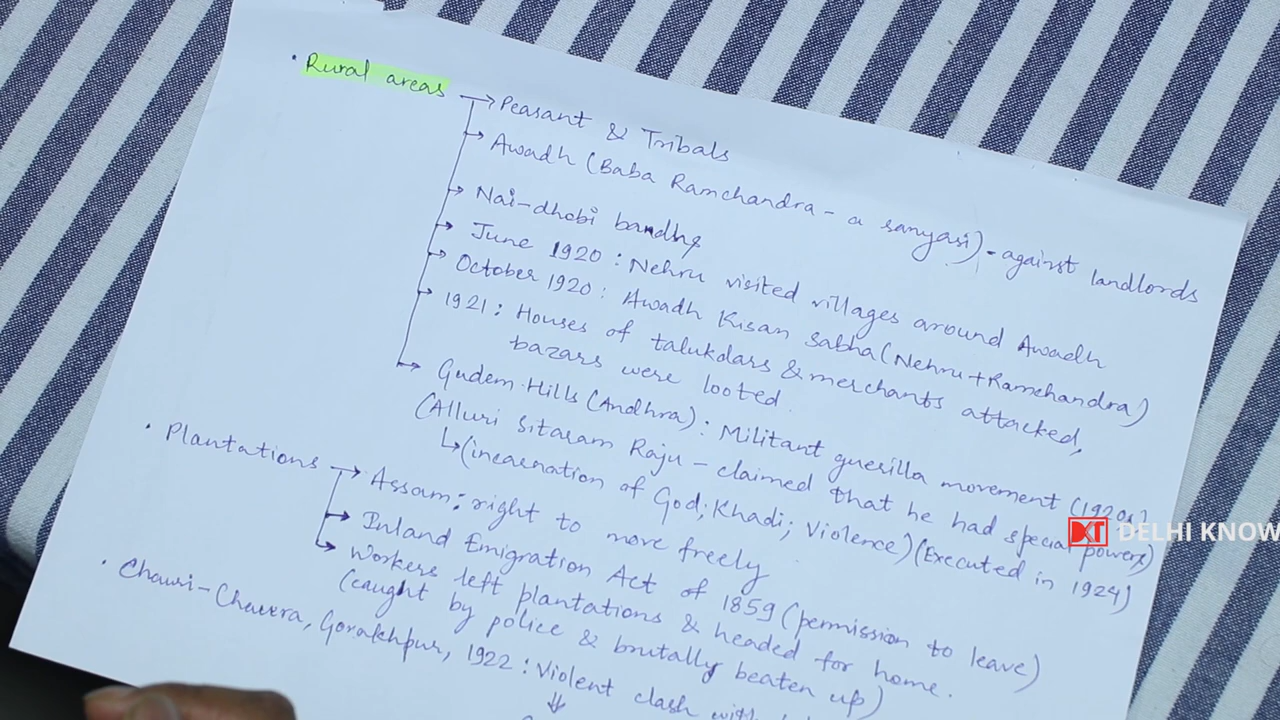 • Rural areas → Peasant & Tribals
→ Awadh (Baba Ramchandra - a sanyasi) - against landlords
→ Nai-dhobi bandhs
→ June 1920 : Nehru visited villages around Awadh
→ October 1920 : Awadh Kisan Sabha (Nehru + Ramchandra)
→ 1921 : Houses of talukdars & merchants attacked,
bazars were looted.
→ Gudem Hills (Andhra) : Militant guerilla movement (1920s)
(Alluri Sitaram Raju - claimed that he had special powers)
↳ (incarnation of God; Khadi; Violence) (Executed in 1924)
• Plantations → Assam : right to move freely
→ Inland Emigration Act of 1859 (permission to leave)
→ Workers left plantations & headed for home.
(caught by police & brutally beaten up)
• Chauri-Chaura, Gorakhpur, 1922 : Violent clash with
⇓
DKT DELHI KNOW